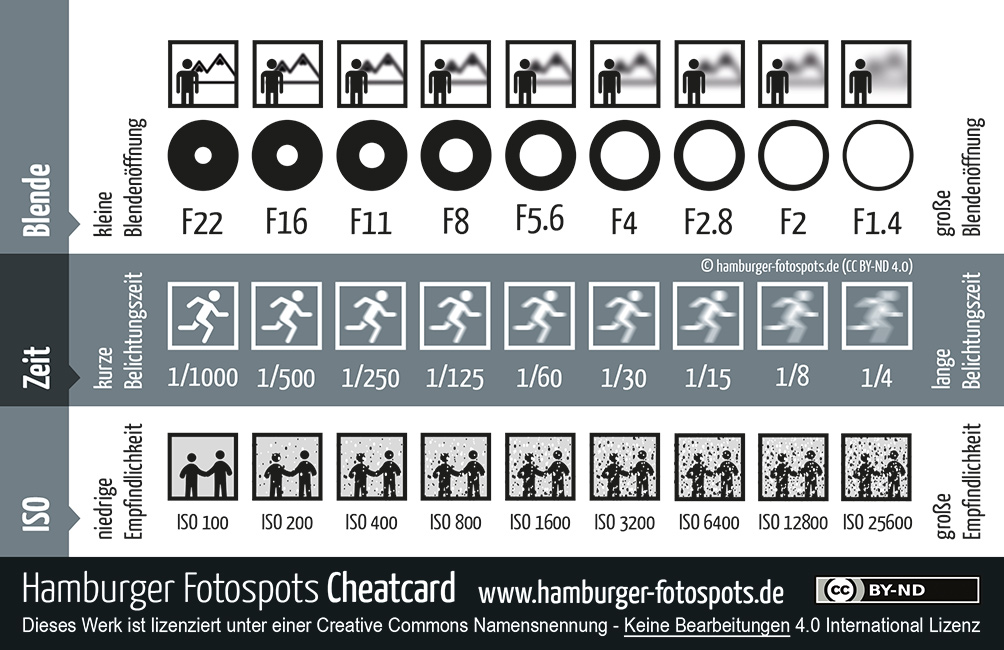 Blende
kleine
Blendenöffnung
F22 F16 F11 F8 F5.6 F4 F2.8 F2 F1.4
große
Blendenöffnung
© hamburger-fotospots.de (CC BY-ND 4.0)
Zeit
kurze
Belichtungszeit
1/1000 1/500 1/250 1/125 1/60 1/30 1/15 1/8 1/4
lange
Belichtungszeit
ISO
niedrige
Empfindlichkeit
ISO 100 ISO 200 ISO 400 ISO 800 ISO 1600 ISO 3200 ISO 6400 ISO 12800 ISO 25600
große
Empfindlichkeit
Hamburger Fotospots Cheatcard www.hamburger-fotospots.de cc BY-ND
Dieses Werk ist lizenziert unter einer Creative Commons Namensnennung - Keine Bearbeitungen 4.0 International Lizenz